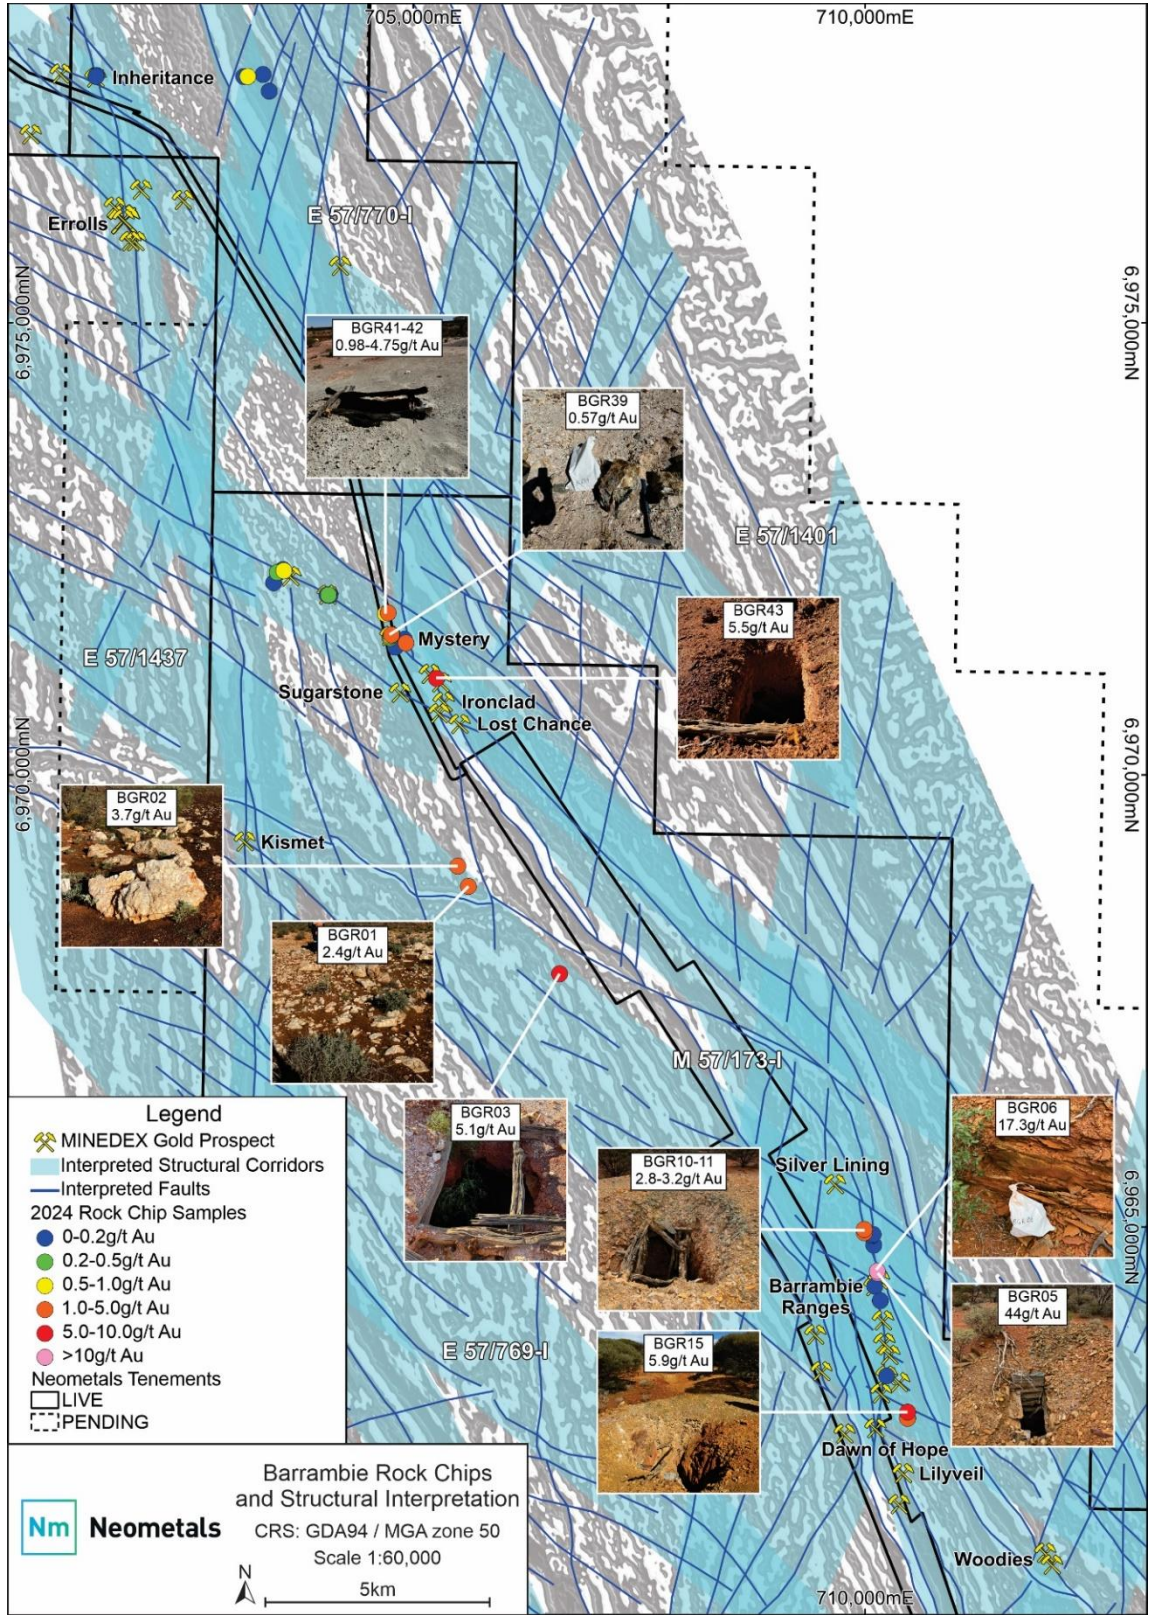 705,000mE
710,000mE
Inheritance
Errolls
E 57/770-I
6,975,000mN
6,975,000mN
BGR41-42
0.98-4.75g/t Au
BGR39
0.57g/t Au
E 57/1401
BGR43
5.5g/t Au
Mystery
E 57/1437
Sugarstone
Ironclad
Lost Chance
6,970,000mN
6,970,000mN
BGR02
3.7g/t Au
Kismet
BGR01
2.4g/t Au
M 57/173-I
BGR03
5.1g/t Au
BGR06
17.3g/t Au
BGR10-11
2.8-3.2g/t Au
Silver Lining
6,965,000mN
Barrambie
Ranges
BGR05
44g/t Au
BGR15
5.9g/t Au
E 57/769-I
Dawn of Hope
Lilyveil
Woodies
710,000mE
Legend
MINEDEX Gold Prospect
Interpreted Structural Corridors
Interpreted Faults
2024 Rock Chip Samples
0-0.2g/t Au
0.2-0.5g/t Au
0.5-1.0g/t Au
1.0-5.0g/t Au
5.0-10.0g/t Au
>10g/t Au
Neometals Tenements
LIVE
PENDING
Nm Neometals
Barrambie Rock Chips
and Structural Interpretation
CRS: GDA94 / MGA zone 50
Scale 1:60,000
N
5km